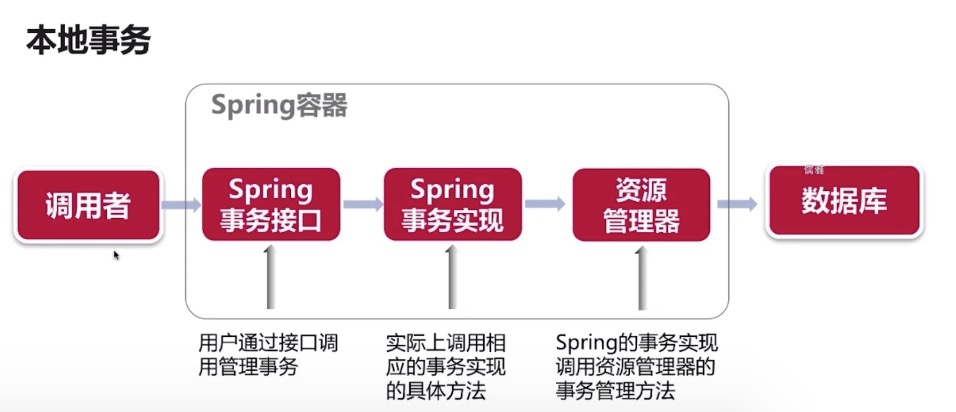 本地事务
Spring容器
调用者
Spring
事务接口
Spring
事务实现
资源
管理器
儒雅
数据库
用户通过接口调
用管理事务
实际上调用相
应的事务实现
的具体方法
Spring的事务实现
调用资源管理器的
事务管理方法